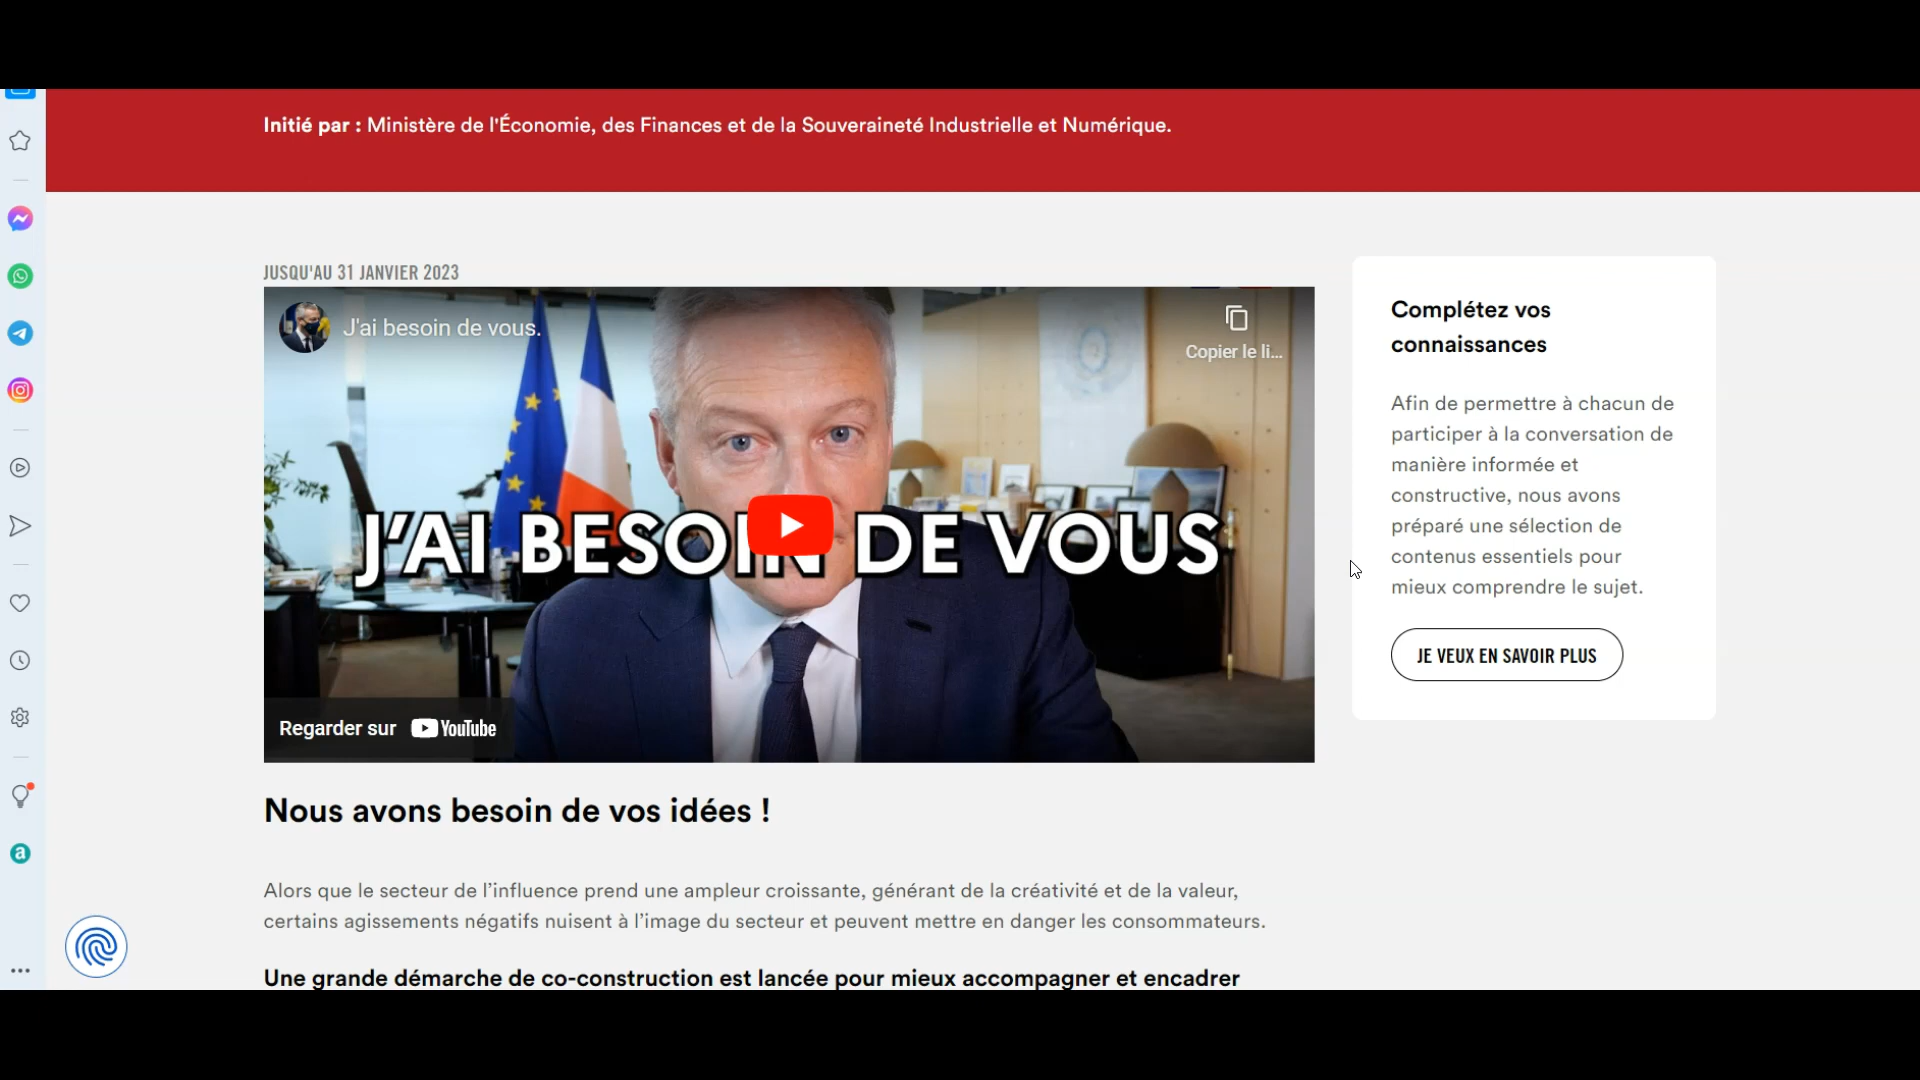 Initié par : Ministère de l'Économie, des Finances et de la Souveraineté Industrielle et Numérique.
JUSQU'AU 31 JANVIER 2023
J'ai besoin de vous.
Copier le li...
J'AI BESOIN DE VOUS
Regarder sur YouTube
Nous avons besoin de vos idées !
Alors que le secteur de l’influence prend une ampleur croissante, générant de la créativité et de la valeur,
certains agissements négatifs nuisent à l’image du secteur et peuvent mettre en danger les consommateurs.
Une grande démarche de co-construction est lancée pour mieux accompagner et encadrer
Complétez vos
connaissances
Afin de permettre à chacun de
participer à la conversation de
manière informée et
constructive, nous avons
préparé une sélection de
contenus essentiels pour
mieux comprendre le sujet.
JE VEUX EN SAVOIR PLUS
a